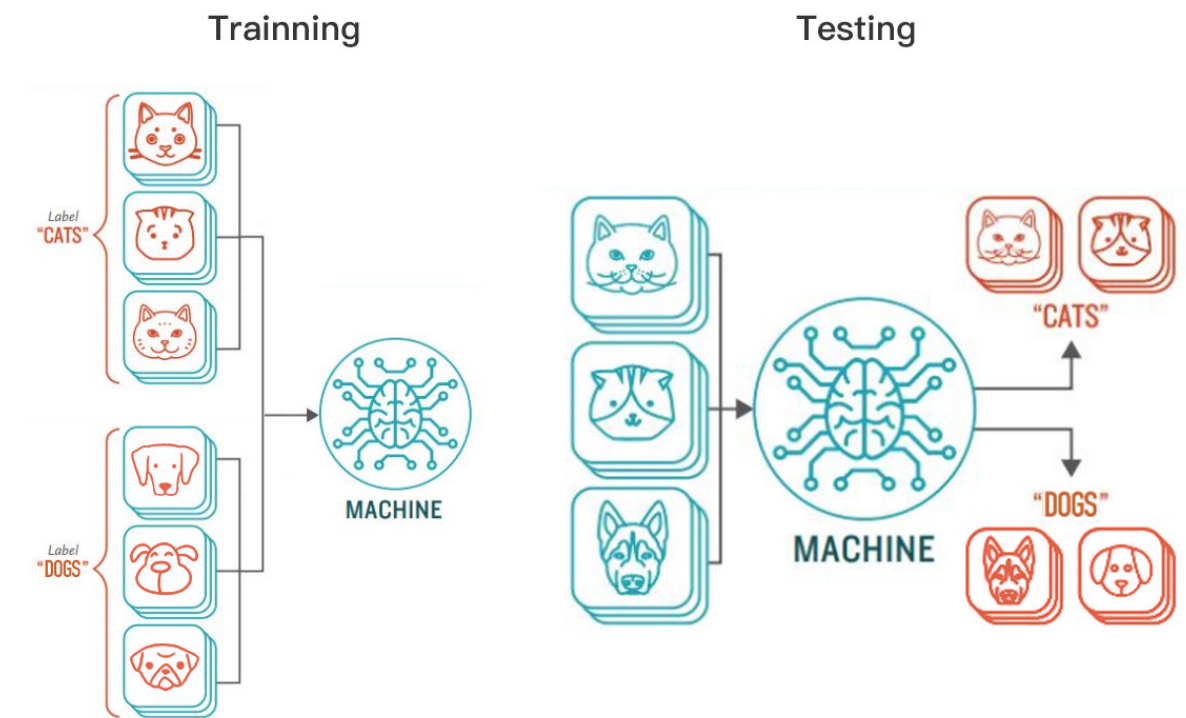 Trainning
Testing
Label
“CATS”
Label
“DOGS”
MACHINE
MACHINE
“CATS”
“DOGS”